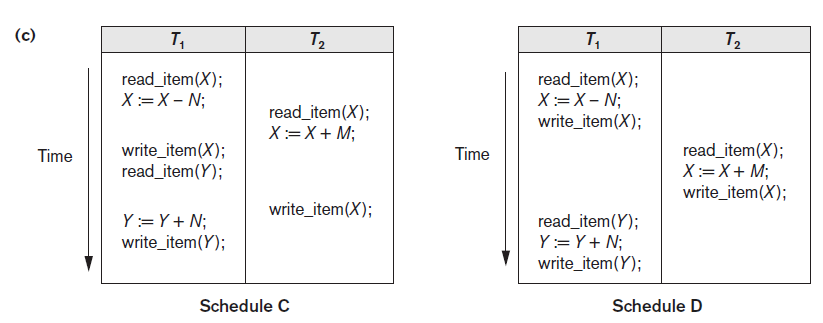 (c)
Time
T1
T2
read_item(X);
X := X – N;
read_item(X);
X := X + M;
write_item(X);
read_item(Y);
write_item(X);
Y := Y + N;
write_item(Y);
Schedule C
Time
T1
T2
read_item(X);
X := X – N;
write_item(X);
read_item(X);
X := X + M;
write_item(X);
read_item(Y);
Y := Y + N;
write_item(Y);
Schedule D